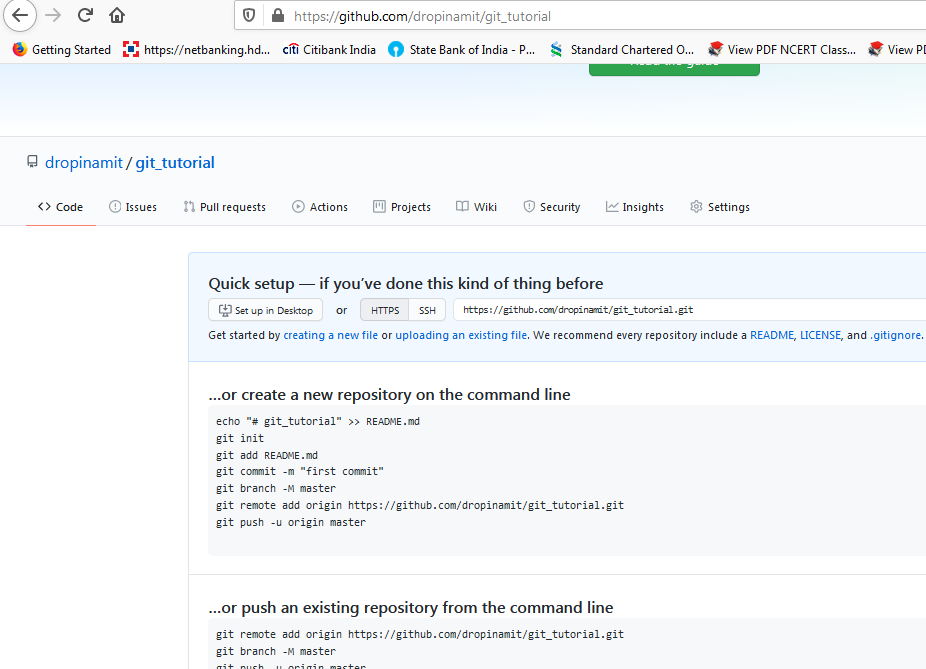 https://github.com/dropinamit/git_tutorial
Getting Started https://netbanking.hd... citi Citibank India State Bank of India - P... Standard Chartered O... View PDF NCERT Class... View PD
dropinamit / git_tutorial
Code Issues Pull requests Actions Projects Wiki Security Insights Settings
Quick setup — if you've done this kind of thing before
Set up in Desktop or HTTPS SSH https://github.com/dropinamit/git_tutorial.git
Get started by creating a new file or uploading an existing file. We recommend every repository include a README, LICENSE, and .gitignore.
...or create a new repository on the command line
echo "# git_tutorial" >> README.md
git init
git add README.md
git commit -m "first commit"
git branch -M master
git remote add origin https://github.com/dropinamit/git_tutorial.git
git push -u origin master
...or push an existing repository from the command line
git remote add origin https://github.com/dropinamit/git_tutorial.git
git branch -M master
git push -u origin master